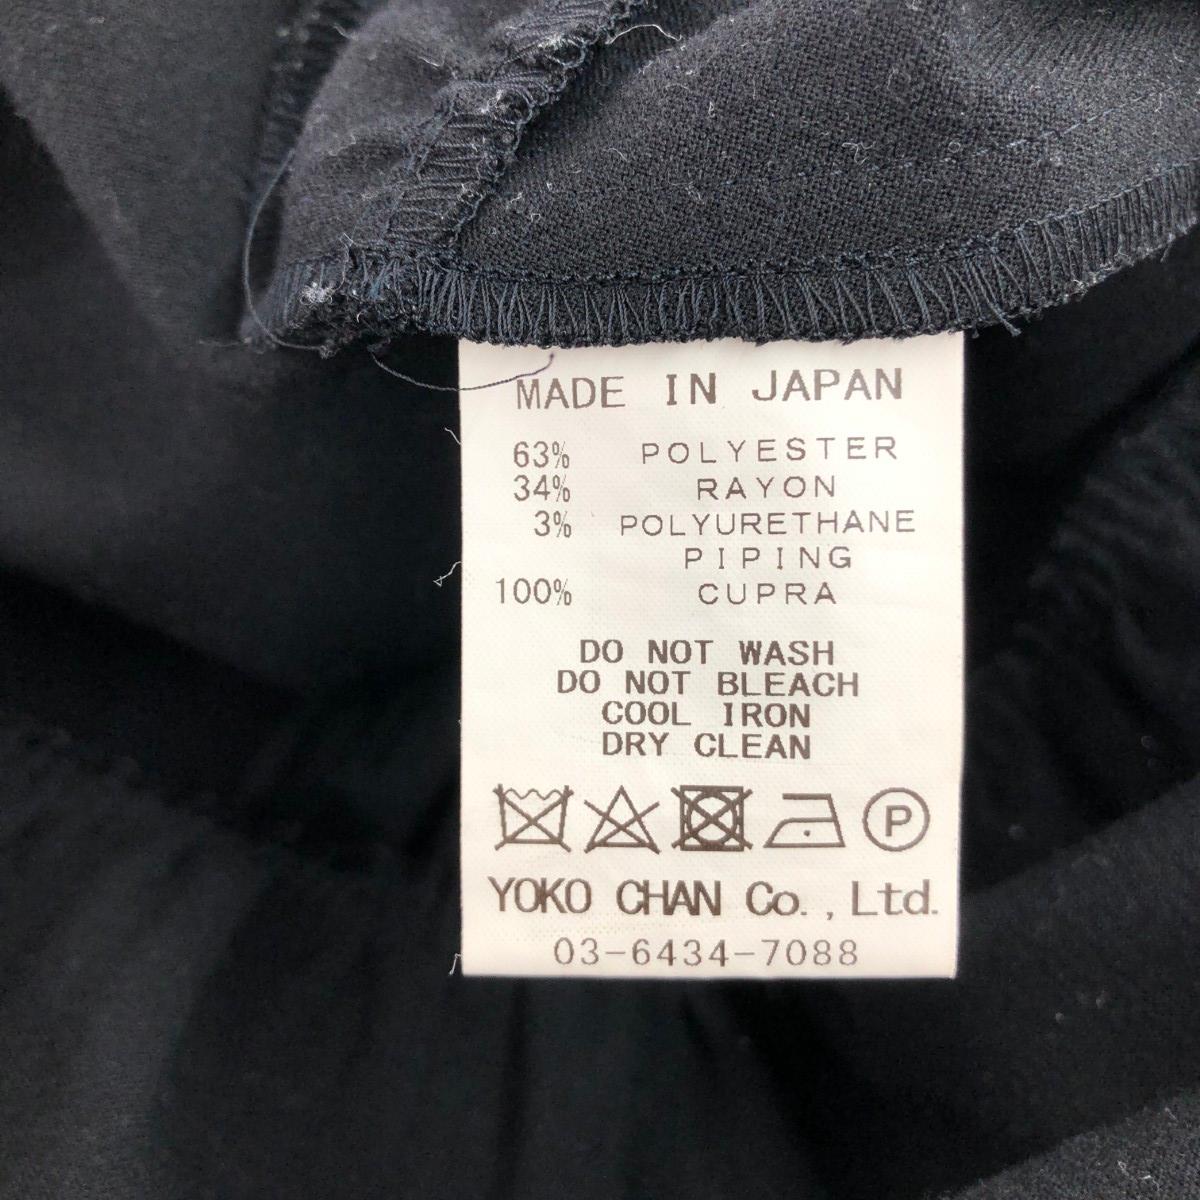 MADE IN JAPAN
63% POLYESTER
34% RAYON
3% POLYURETHANE
PIPING
100% CUPRA
DO NOT WASH
DO NOT BLEACH
COOL IRON
DRY CLEAN
P
YOKO CHAN Co., Ltd.
03-6434-7088